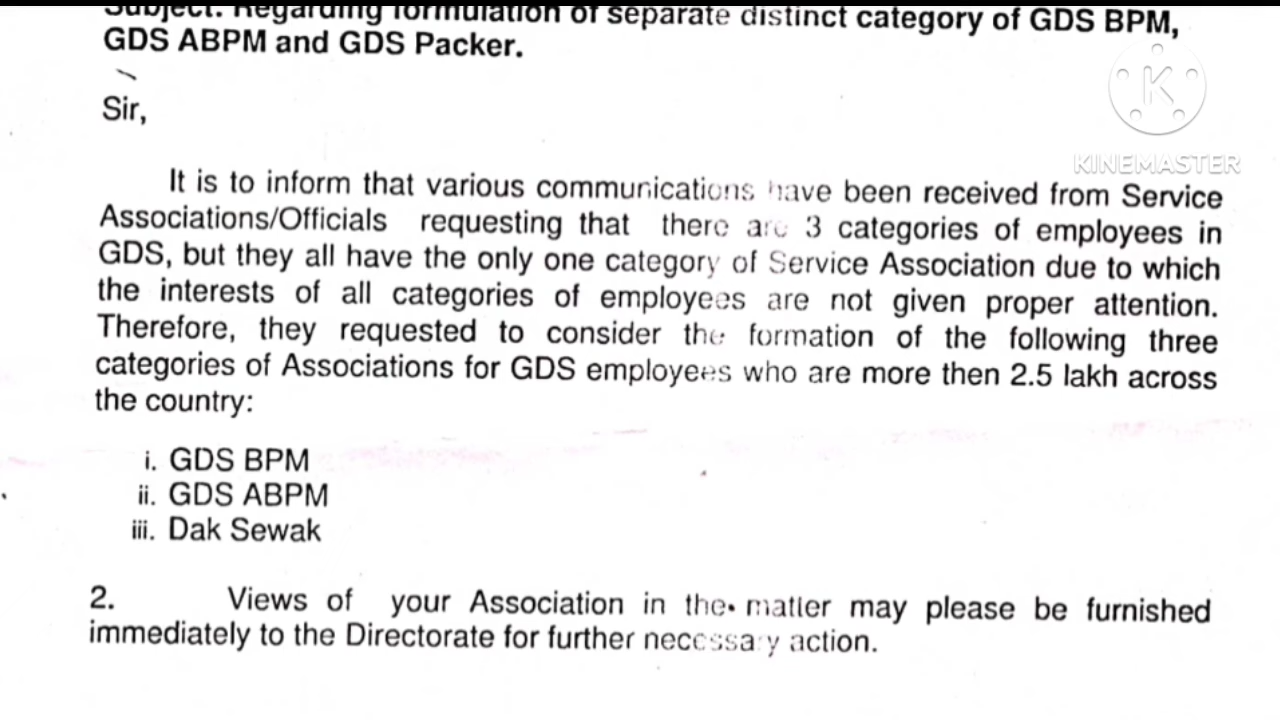 Subject: Regarding formulation of separate distinct category of GDS BPM,
GDS ABPM and GDS Packer.
Sir,
K
KINEMASTER
It is to inform that various communications have been received from Service
Associations/Officials requesting that there are 3 categories of employees in
GDS, but they all have the only one category of Service Association due to which
the interests of all categories of employees are not given proper attention.
Therefore, they requested to consider the formation of the following three
categories of Associations for GDS employees who are more then 2.5 lakh across
the country:
i. GDS BPM
ii. GDS ABPM
iii. Dak Sewak
2. Views of your Association in the matter may please be furnished
immediately to the Directorate for further necessary action.